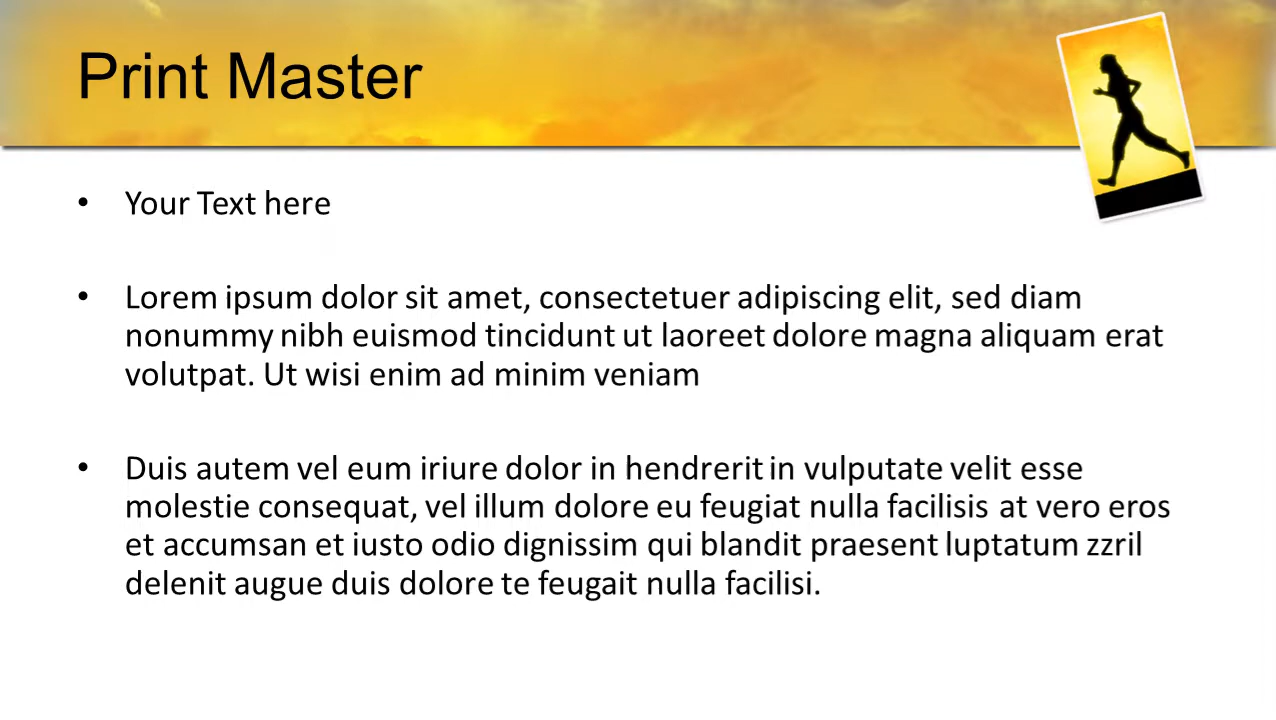 Print Master
• Your Text here
• Lorem ipsum dolor sit amet, consectetuer adipiscing elit, sed diam
nonummy nibh euismod tincidunt ut laoreet dolore magna aliquam erat
volutpat. Ut wisi enim ad minim veniam
• Duis autem vel eum iriure dolor in hendrerit in vulputate velit esse
molestie consequat, vel illum dolore eu feugiat nulla facilisis at vero eros
et accumsan et iusto odio dignissim qui blandit praesent luptatum zzril
delenit augue duis dolore te feugait nulla facilisi.